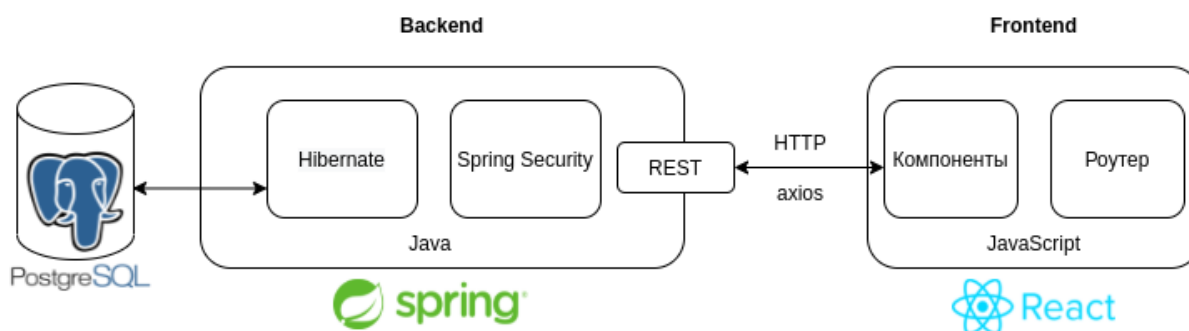 Backend
Frontend
Hibernate
Spring Security
REST
HTTP
axios
Компоненты
Роутер
Java
JavaScript
PostgreSQL
spring
React